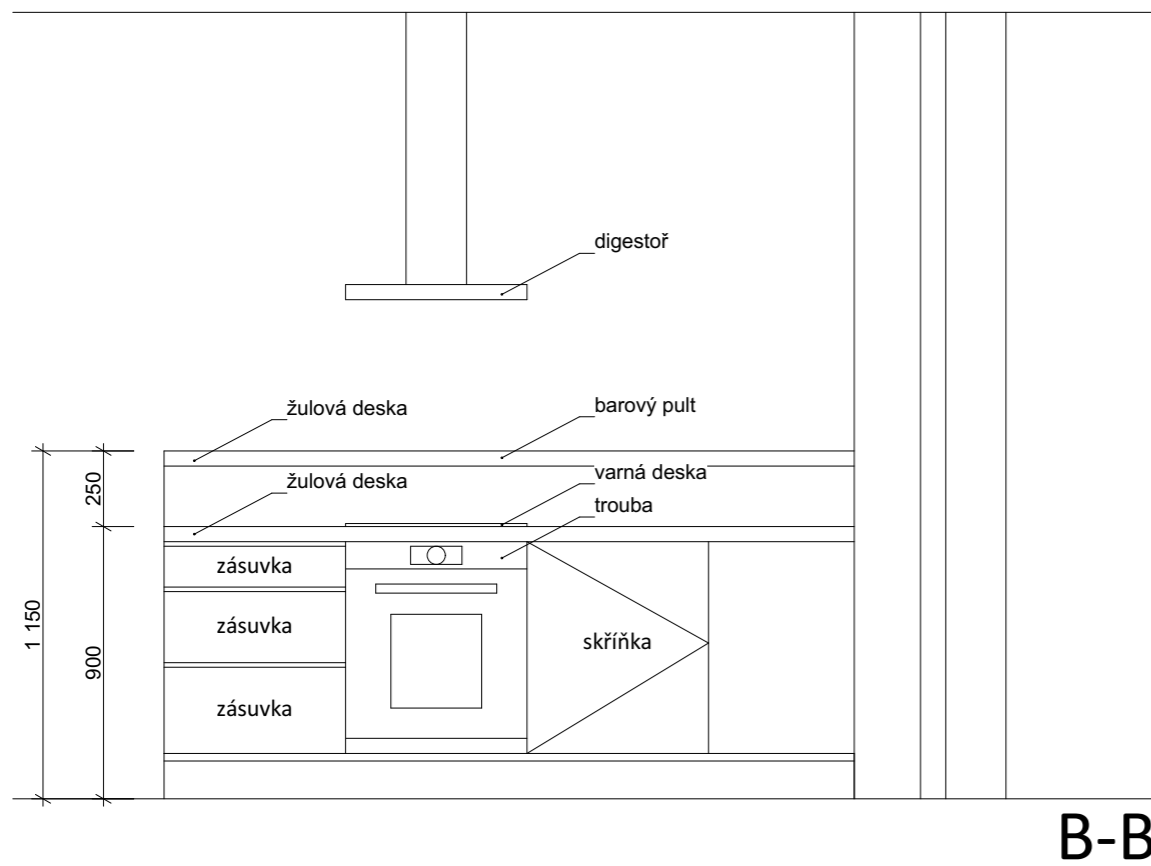 digestoř
žulová deska
barový pult
žulová deska
varná deska
trouba
250
1 150
900
zásuvka
zásuvka
zásuvka
skříňka
B-B